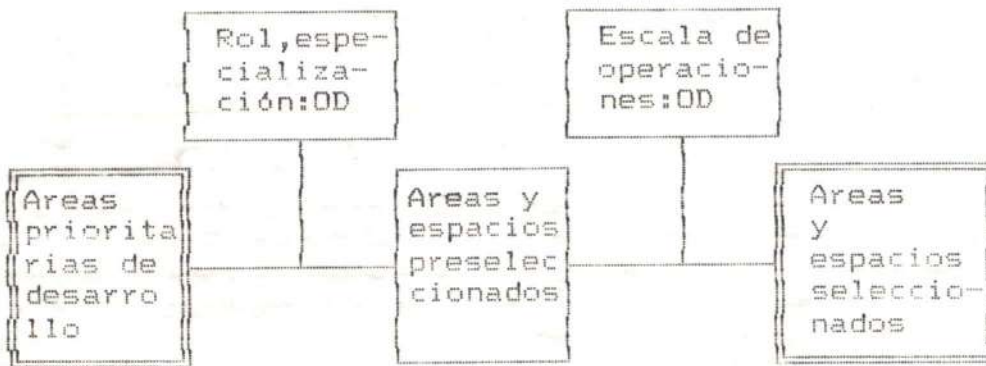 Rol,espe-
cializa-
ción:OD
Escala de
operacio-
nes:OD
Areas
priorita
rias de
desarro
llo
Areas y
espacios
preselec
cionados
Areas
y
espacios
seleccio-
nados